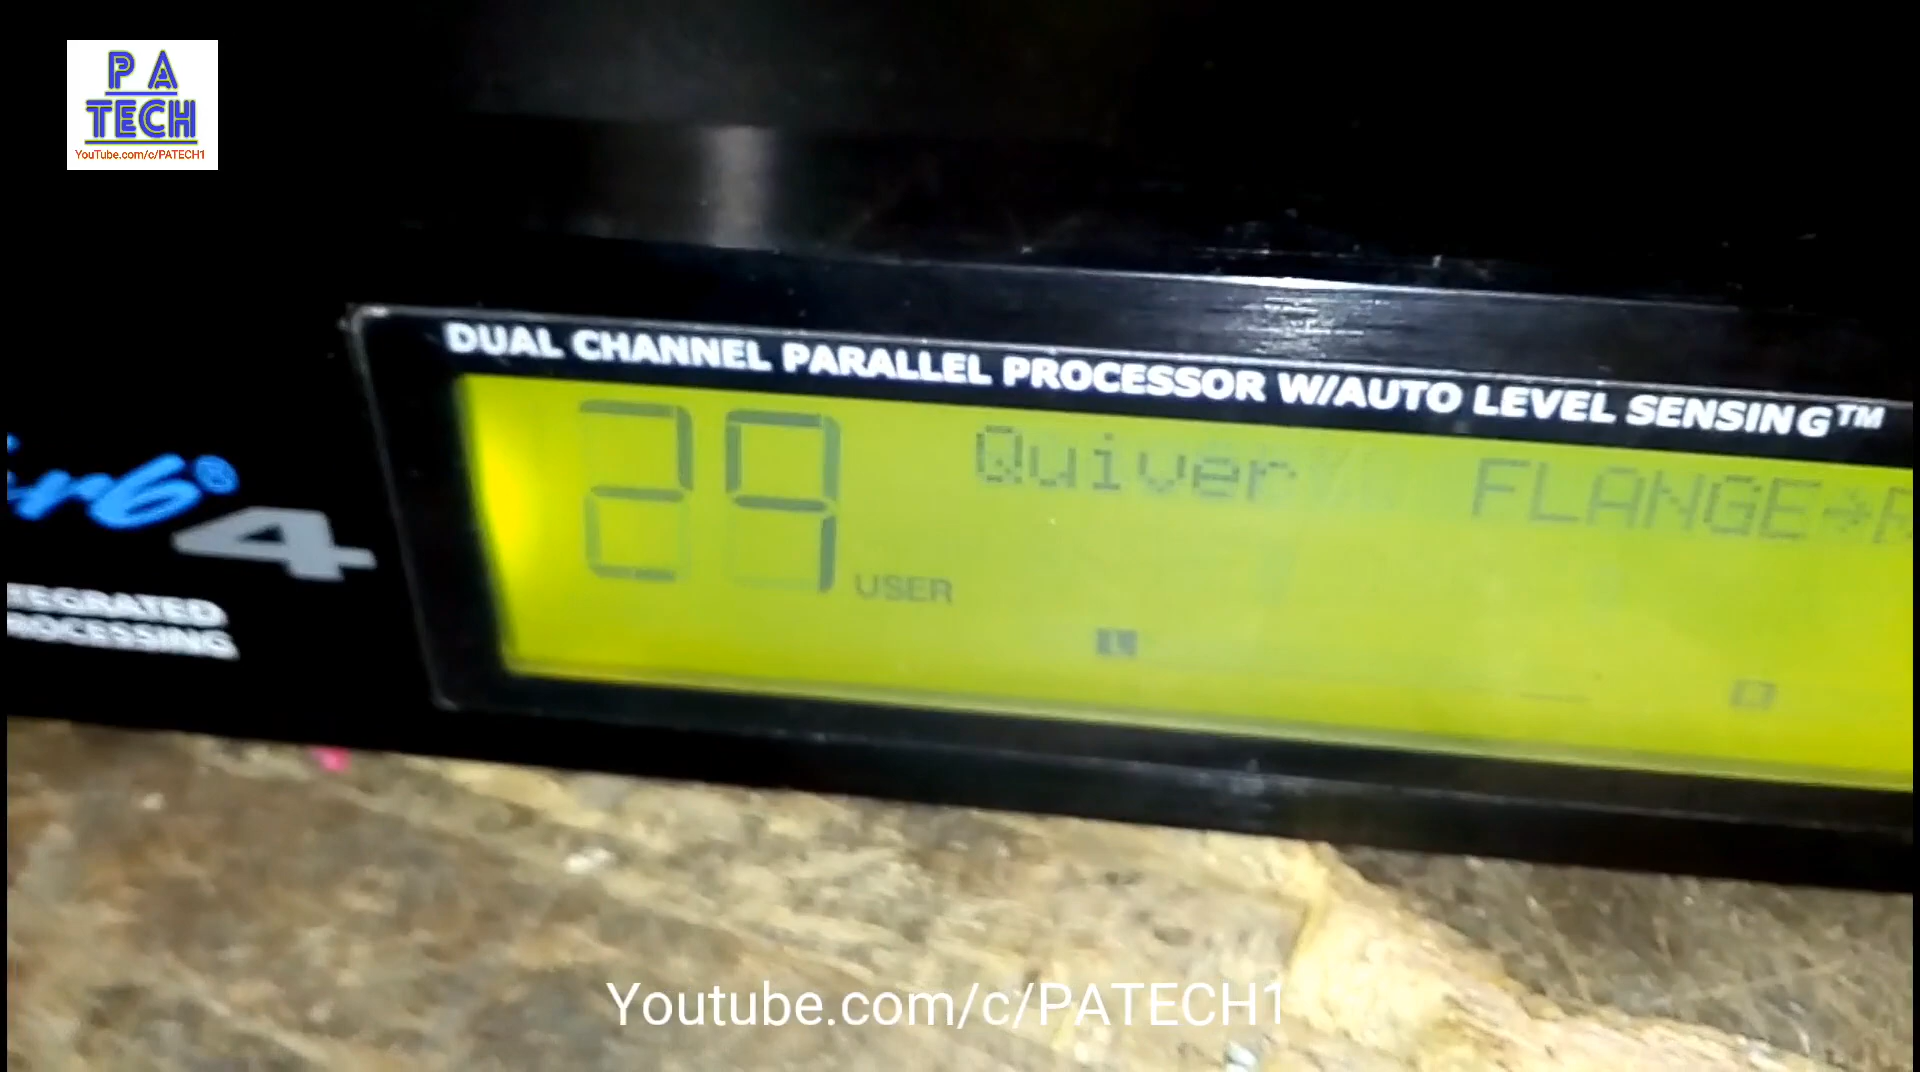 P A
TECH
YouTube.com/c/PATECH1
DUAL CHANNEL PARALLEL PROCESSOR W/AUTO LEVEL SENSING™
29 Quiver FLANGE→
USER
L
R
4
Youtube.com/c/PATECH1